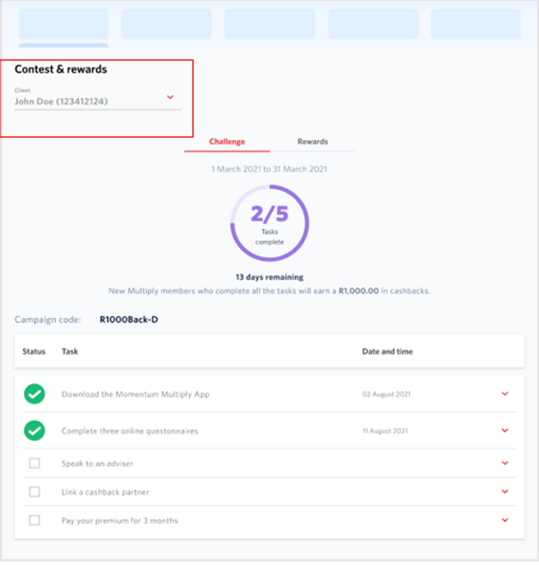 Contest & rewards
Client
John Doe (123412124)
Challenge Rewards
1 March 2021 to 31 March 2021
2/5
Tasks
complete
13 days remaining
New Multiply members who complete all the tasks will earn a R1,000.00 in cashbacks.
Campaign code: R1000Back-D
Status Task Date and time
Download the Momentum Multiply App 02 August 2021
Complete three online questonnaires 11 August 2021
Speak to an adviser
Link a cashback partner
Pay your premium for 3 months